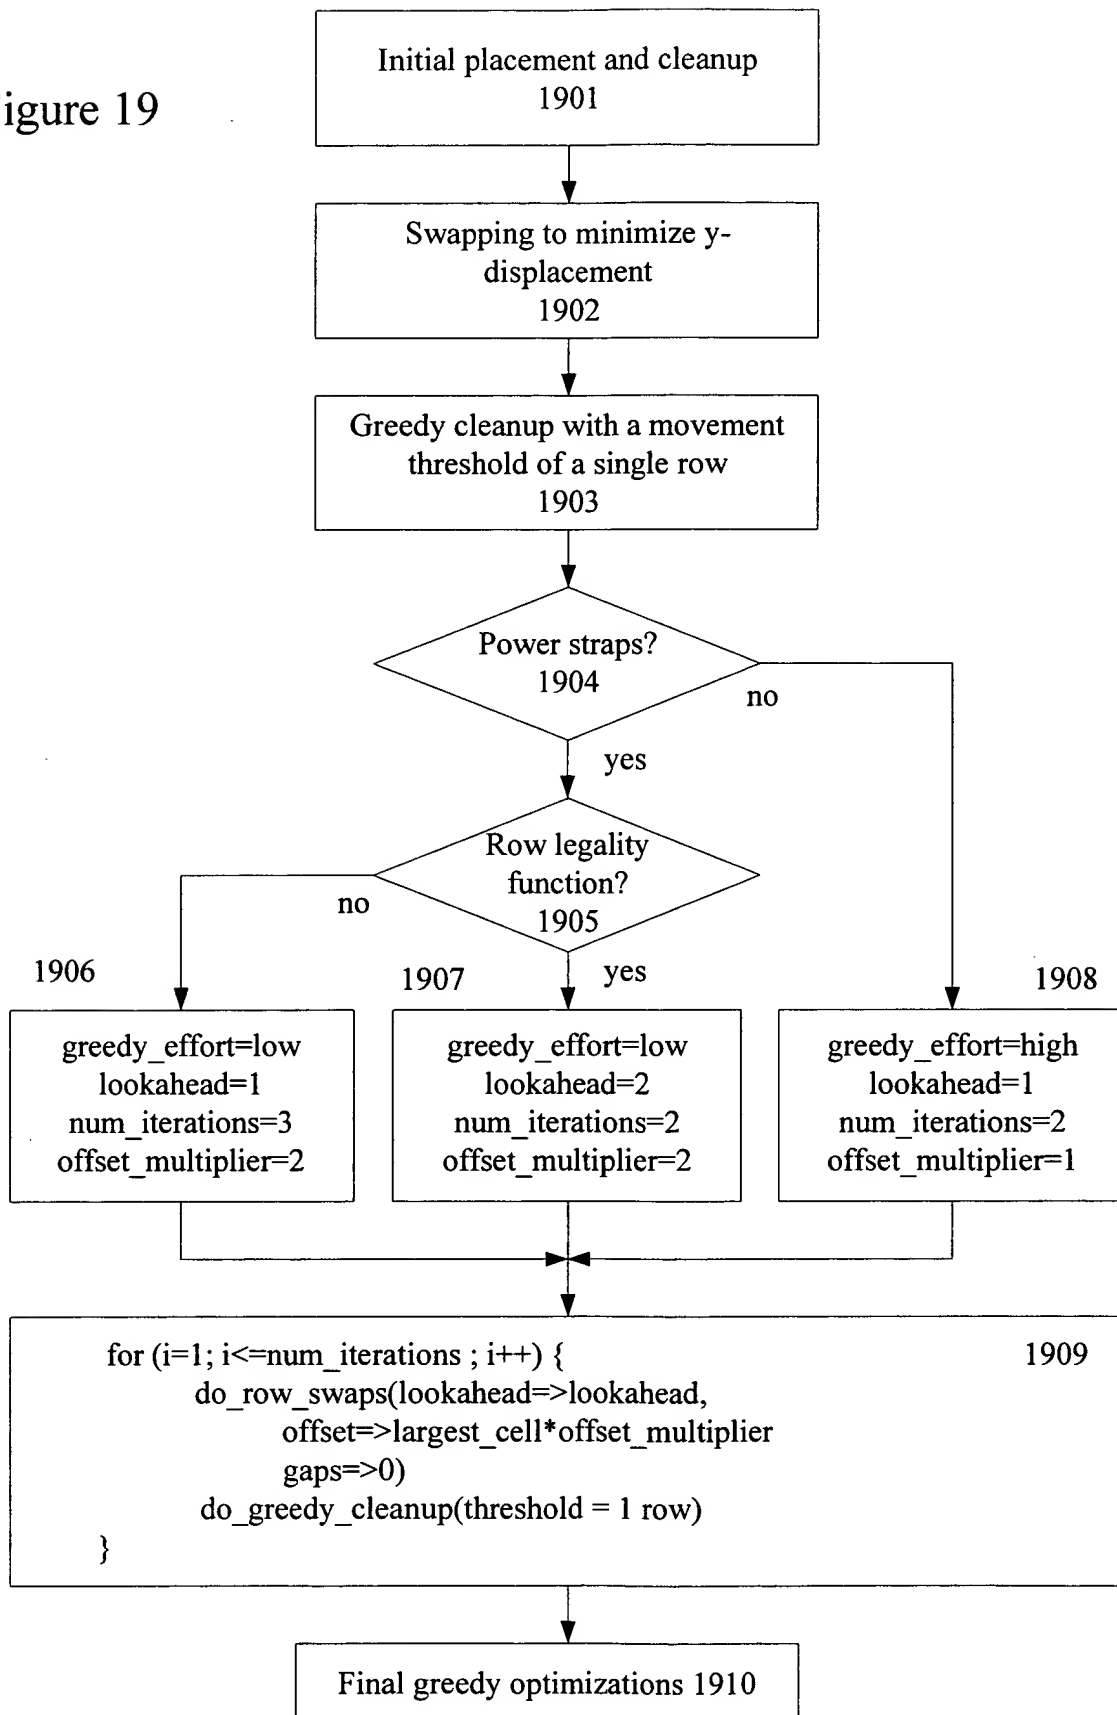 Initial placement and cleanup
1901
igure 19
Swapping to minimize y-
displacement
1902
Greedy cleanup with a movement
threshold of a single row
1903
Power straps?
1904
no
yes
Row legality
function?
1905
no
yes
1906
1907
1908
greedy_effort=low
lookahead=1
num_iterations=3
offset_multiplier=2
greedy_effort=low
lookahead=2
num_iterations=2
offset_multiplier=2
greedy_effort=high
lookahead=1
num_iterations=2
offset_multiplier=1
for (i=1; i<=num_iterations ; i++) {
1909
do_row_swaps(lookahead=>lookahead,
offset=>largest_cell*offset_multiplier
gaps=>0)
do_greedy_cleanup(threshold = 1 row)
}
Final greedy optimizations 1910